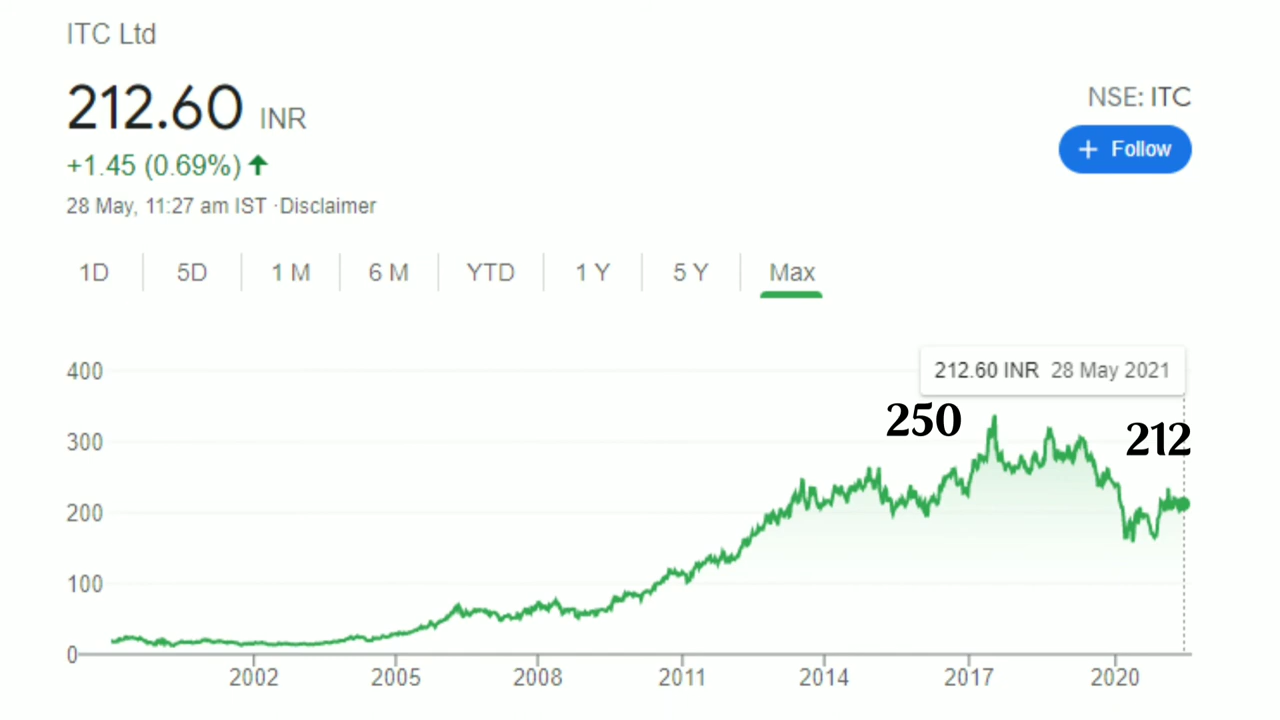 ITC Ltd
212.60 INR
NSE: ITC
+1.45 (0.69%) ↑
+ Follow
28 May, 11:27 am IST ·Disclaimer
1D 5D 1 M 6 M YTD 1 Y 5 Y Max
400
212.60 INR 28 May 2021
250
212
300
200
100
0
2002 2005 2008 2011 2014 2017 2020